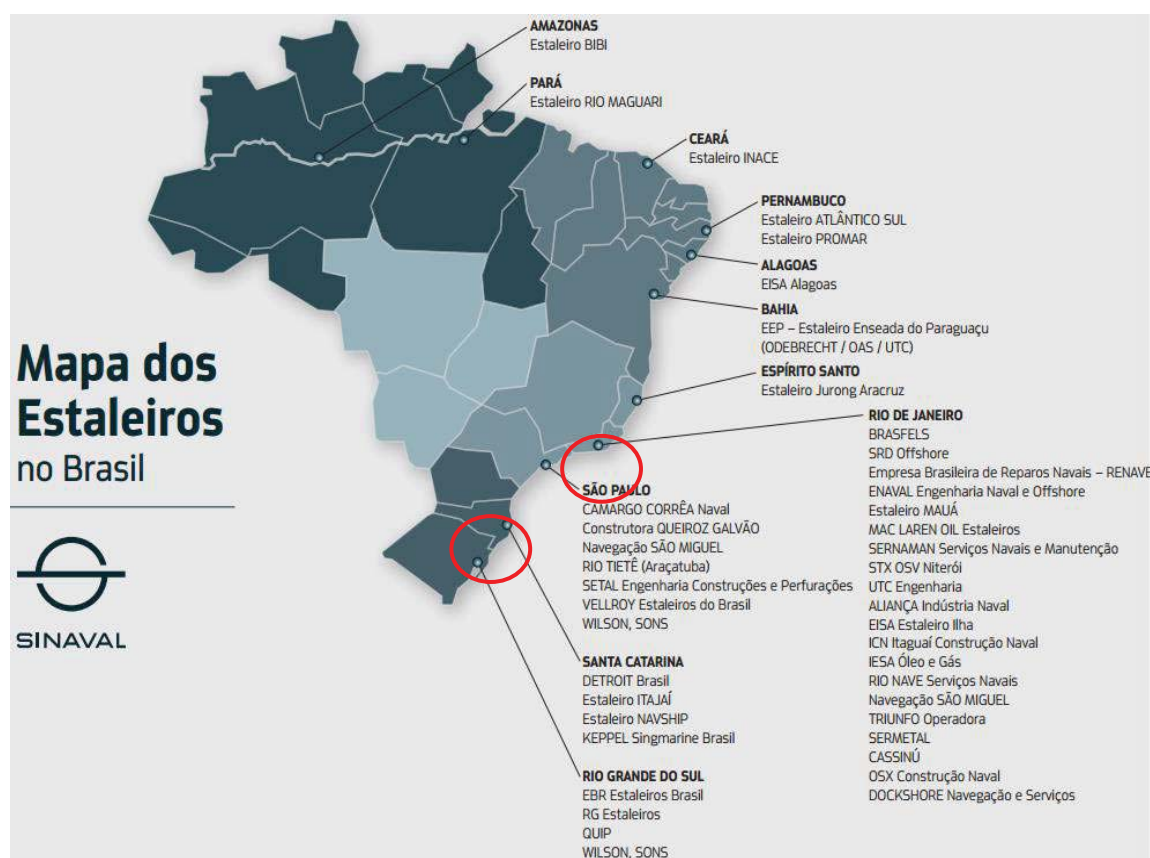 AMAZONAS
Estaleiro BIBI
PARÁ
Estaleiro RIO MAGUARI
CEARÁ
Estaleiro INACE
PERNAMBUCO
Estaleiro ATLÂNTICO SUL
Estaleiro PROMAR
ALAGOAS
EISA Alagoas
BAHIA
EEP – Estaleiro Enseada do Paraguaçu
(ODEBRECHT / OAS / UTC)
ESPÍRITO SANTO
Estaleiro Jurong Aracruz
RIO DE JANEIRO
BRASFELS
SRD Offshore
Empresa Brasileira de Reparos Navais – RENAVE
ENAVAL Engenharia Naval e Offshore
Estaleiro MAUÁ
MAC LAREN OIL Estaleiros
SERNAMAN Serviços Navais e Manutenção
STX OSV Niterói
UTC Engenharia
ALIANÇA Indústria Naval
EISA Estaleiro Ilha
ICN Itaguaí Construção Naval
IESA Óleo e Gás
RIO NAVE Serviços Navais
Navegação SÃO MIGUEL
TRIUNFO Operadora
SERMETAL
CASSINÚ
OSX Construção Naval
DOCKSHORE Navegação e Serviços
SÃO PAULO
CAMARGO CORRÊA Naval
Construtora QUEIROZ GALVÃO
Navegação SÃO MIGUEL
RIO TIETÊ (Araçatuba)
SETAL Engenharia Construções e Perfurações
VELLROY Estaleiros do Brasil
WILSON, SONS
SANTA CATARINA
DETROIT Brasil
Estaleiro ITAJAÍ
Estaleiro NAVSHIP
KEPPEL Singmarine Brasil
RIO GRANDE DO SUL
EBR Estaleiros Brasil
RG Estaleiros
QUIP
WILSON, SONS
Mapa dos
Estaleiros
no Brasil
SINAVAL